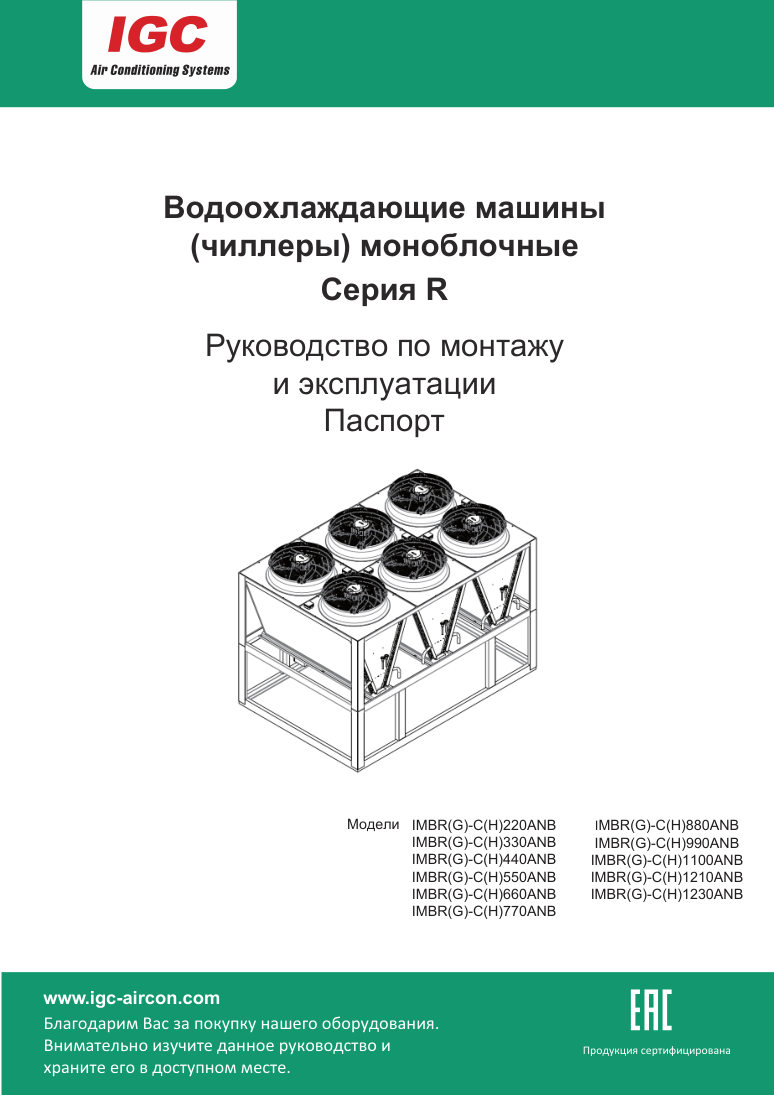 IGC
Air Conditioning Systems
Водоохлаждающие машины
(чиллеры) моноблочные
Серия R
Руководство по монтажу
и эксплуатации
Паспорт
Модели
IMBR(G)-C(H)220ANB
IMBR(G)-C(H)330ANB
IMBR(G)-C(H)440ANB
IMBR(G)-C(H)550ANB
IMBR(G)-C(H)660ANB
IMBR(G)-C(H)770ANB
IMBR(G)-C(H)880ANB
IMBR(G)-C(H)990ANB
IMBR(G)-C(H)1100ANB
IMBR(G)-C(H)1210ANB
IMBR(G)-C(H)1230ANB
www.igc-aircon.com
Благодарим Вас за покупку нашего оборудования.
Внимательно изучите данное руководство и
храните его в доступном месте.
EAC
Продукция сертифицирована